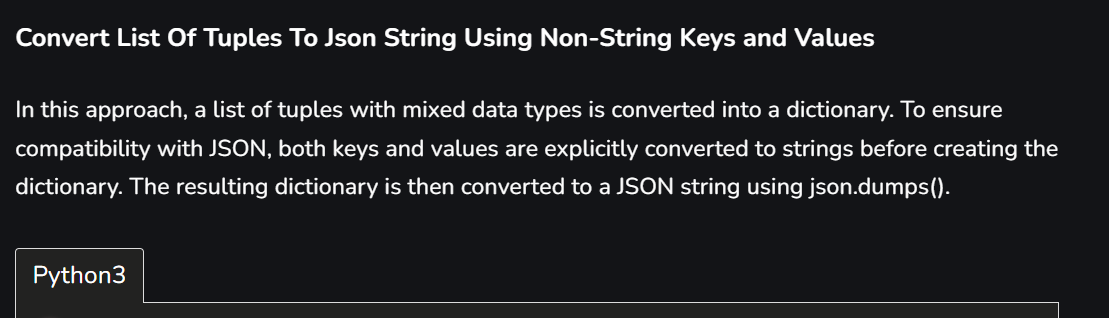 Convert List Of Tuples To Json String Using Non-String Keys and Values
In this approach, a list of tuples with mixed data types is converted into a dictionary. To ensure
compatibility with JSON, both keys and values are explicitly converted to strings before creating the
dictionary. The resulting dictionary is then converted to a JSON string using json.dumps().
Python3